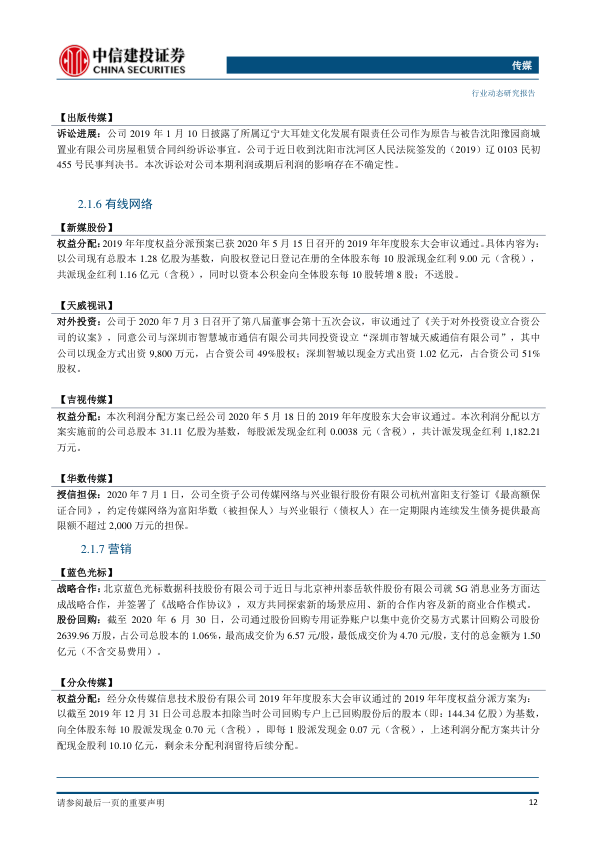 中信建投证券
CHINA SECURITIES
传媒
行业动态研究报告
【出版传媒】
诉讼进展：公司 2019 年 1 月 10 日披露了所属辽宁大耳娃文化发展有限责任公司作为原告与被告沈阳豫园商城
置业有限公司房屋租赁合同纠纷诉讼事宜。公司于近日收到沈阳市沈河区人民法院签发的（2019）辽 0103 民初
455 号民事判决书。本次诉讼对公司本期利润或期后利润的影响存在不确定性。
2.1.6 有线网络
【新媒股份】
权益分配：2019 年年度权益分派预案已获 2020 年 5 月 15 日召开的 2019 年年度股东大会审议通过。具体内容为：
以公司现有总股本 1.28 亿股为基数，向股权登记日登记在册的全体股东每 10 股派现金红利 9.00 元（含税），
共派现金红利 1.16 亿元（含税），同时以资本公积金向全体股东每 10 股转增 8 股；不送股。
【天威视讯】
对外投资：公司于 2020 年 7 月 3 日召开了第八届董事会第十五次会议，审议通过了《关于对外投资设立合资公
司的议案》，同意公司与深圳市智慧城市通信有限公司共同投资设立“深圳市智城天威通信有限公司”，其中
公司以现金方式出资 9,800 万元，占合资公司 49%股权；深圳智城以现金方式出资 1.02 亿元，占合资公司 51%
股权。
【吉视传媒】
权益分配：本次利润分配方案已经公司 2020 年 5 月 18 日的 2019 年年度股东大会审议通过。本次利润分配以方
案实施前的公司总股本 31.11 亿股为基数，每股派发现金红利 0.0038 元（含税），共计派发现金红利 1,182.21
万元。
【华数传媒】
授信担保：2020 年 7 月 1 日，公司全资子公司传媒网络与兴业银行股份有限公司杭州富阳支行签订《最高额保
证合同》，约定传媒网络为富阳华数（被担保人）与兴业银行（债权人）在一定期限内连续发生债务提供最高
限额不超过 2,000 万元的担保。
2.1.7 营销
【蓝色光标】
战略合作：北京蓝色光标数据科技股份有限公司于近日与北京神州泰岳软件股份有限公司就 5G 消息业务方面达
成战略合作，并签署了《战略合作协议》，双方共同探索新的场景应用、新的合作内容及新的商业合作模式。
股份回购：截至 2020 年 6 月 30 日，公司通过股份回购专用证券账户以集中竞价交易方式累计回购公司股份
2639.96 万股，占公司总股本的 1.06%，最高成交价为 6.57 元/股，最低成交价为 4.70 元/股，支付的总金额为 1.50
亿元（不含交易费用）。
【分众传媒】
权益分配：经分众传媒信息技术股份有限公司 2019 年年度股东大会审议通过的 2019 年年度权益分派方案为：
以截至 2019 年 12 月 31 日公司总股本扣除当时公司回购专户上已回购股份后的股本（即：144.34 亿股）为基数，
向全体股东每 10 股派发现金 0.70 元（含税），即每 1 股派发现金 0.07 元（含税），上述利润分配方案共计分
配现金股利 10.10 亿元，剩余未分配利润留待后续分配。
请参阅最后一页的重要声明
12